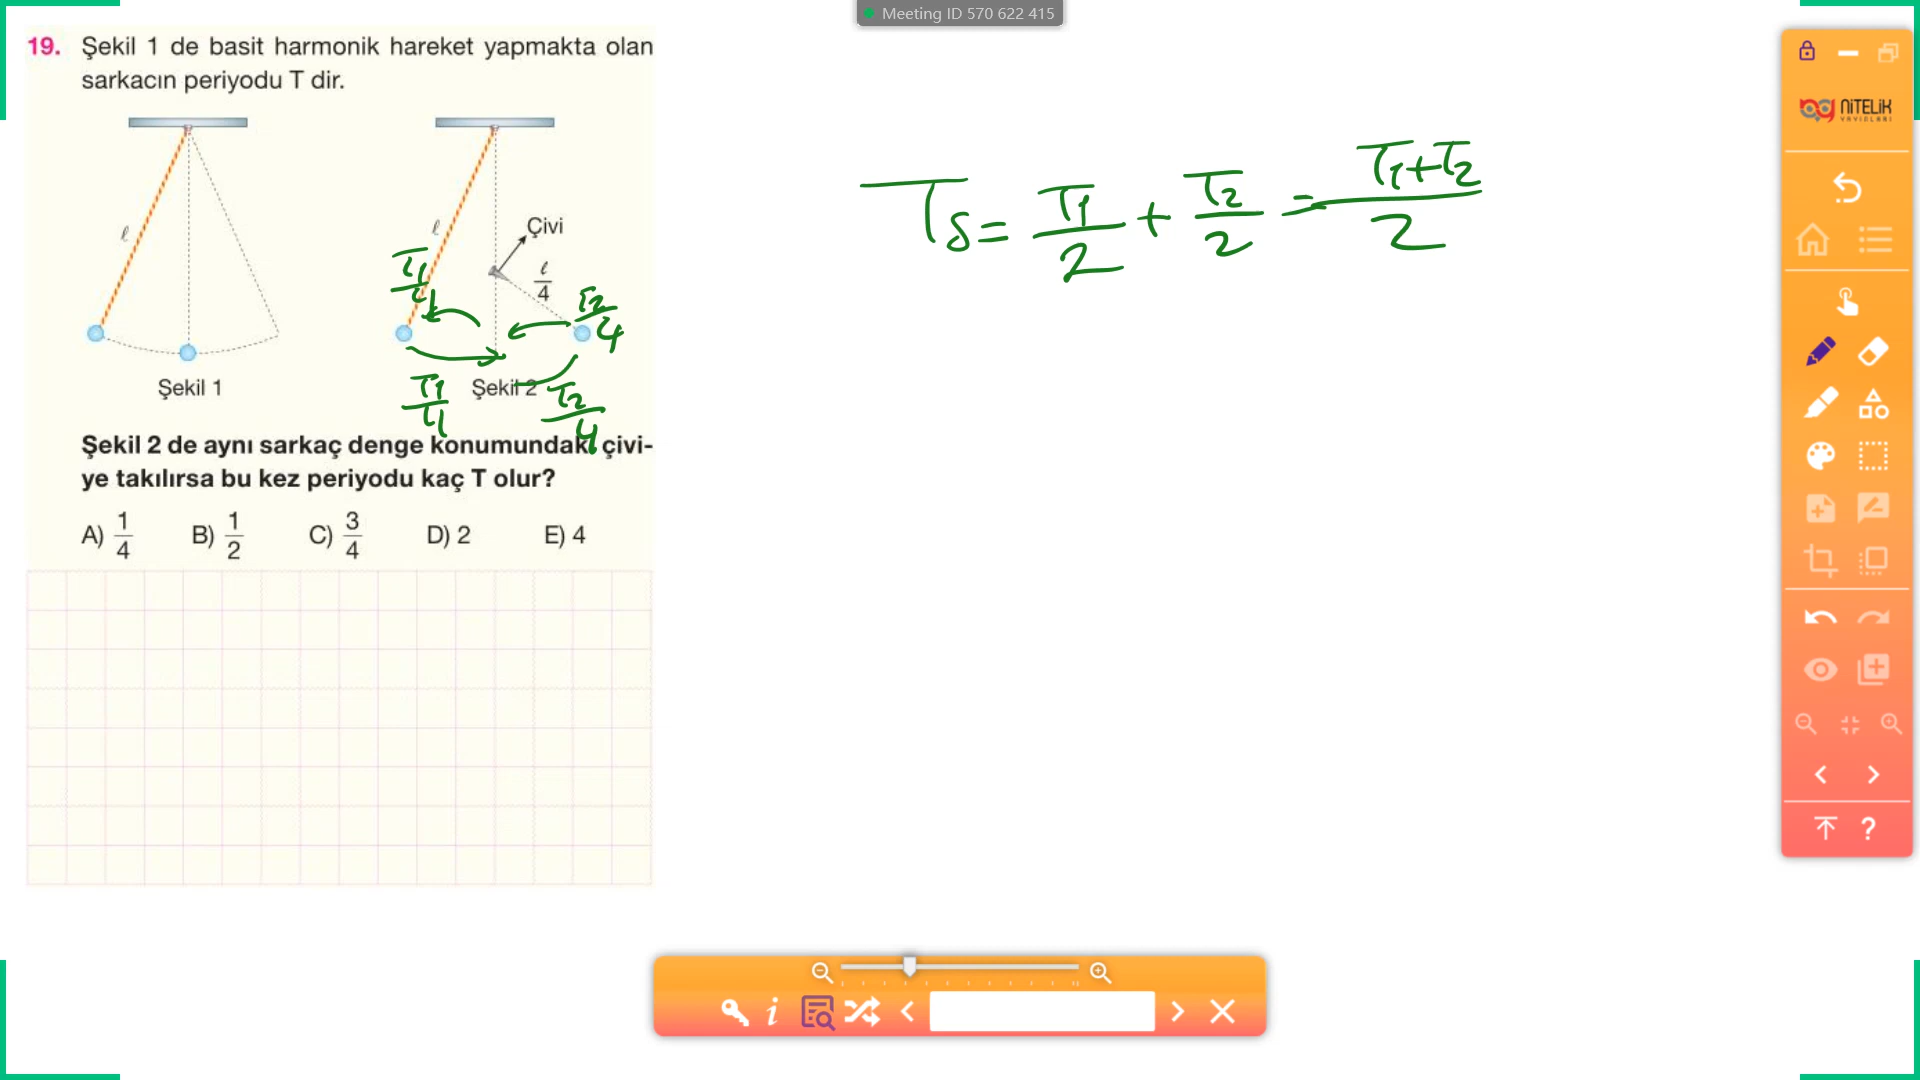 Meeting ID 570 622 415
19. Şekil 1 de basit harmonik hareket yapmakta olan
sarkacın periyodu T dir.
ℓ
Şekil 1
ℓ
Çivi
ℓ/4
T1/4
T2/4
T1/4
T2/4
Şekil 2
Şekil 2 de aynı sarkaç denge konumundaki çivi-
ye takılırsa bu kez periyodu kaç T olur?
A) 1/4 B) 1/2 C) 3/4 D) 2 E) 4
Ts = T1/2 + T2/2 = T1+T2/2
NİTELİK
YAYINLARI